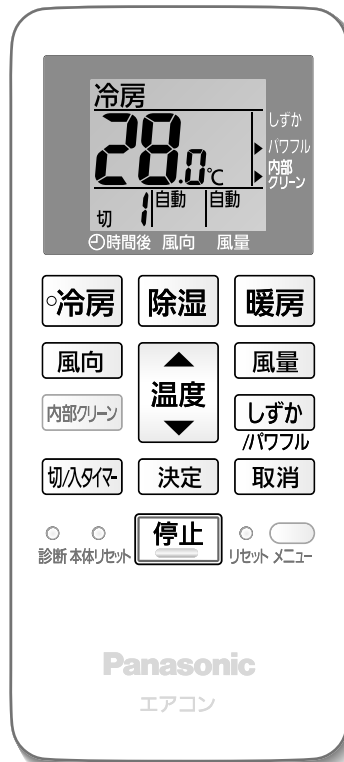 冷房
しずか
28.0℃
パワフル
内部
クリーン
切 1 自動 自動
時間後 風向 風量
冷房 除湿 暖房
風向
温度
風量
内部クリーン
しずか
/パワフル
切/入タイマー 決定 取消
停止
診断 本体リセット リセット メニュー
Panasonic
エアコン